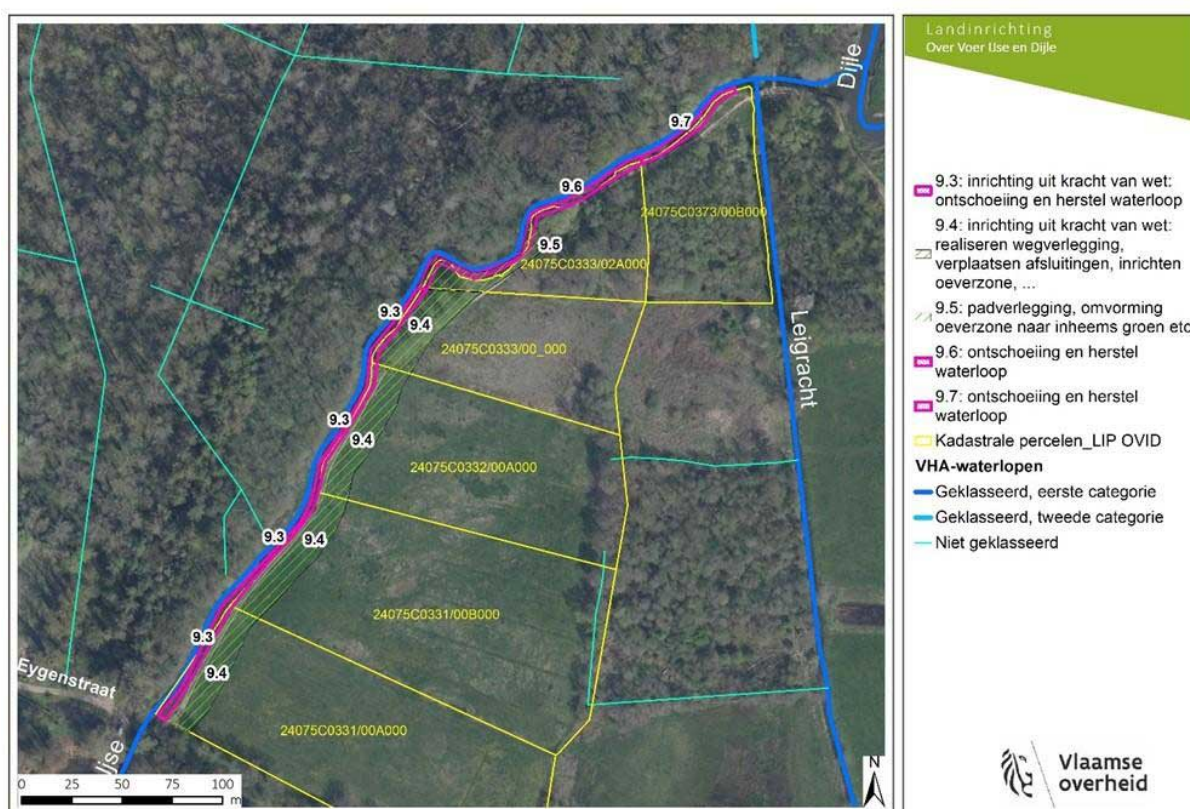 Dijle
9.7
9.6
24075C0373/00B000
9.5
24075C0333/02A000
9.3
9.4
Leigracht
24075C0333/00_000
9.3
9.4
24075C0332/00A000
9.3
9.4
24075C0331/00B000
9.3
Eygenstraat
9.4
24075C0331/00A000
Ijse
0 25 50 75 100
m
N
Landinrichting
Over Voer IJse en Dijle
9.3: inrichting uit kracht van wet:
ontschoeiing en herstel waterloop
9.4: inrichting uit kracht van wet:
realiseren wegverlegging,
verplaatsen afsluitingen, inrichten
oeverzone, ...
9.5: padverlegging, omvorming
oeverzone naar inheems groen etc
9.6: ontschoeiing en herstel
waterloop
9.7: ontschoeiing en herstel
waterloop
Kadastrale percelen_LIP OVID
VHA-waterlopen
Geklasseerd, eerste categorie
Geklasseerd, tweede categorie
Niet geklasseerd
Vlaamse
overheid